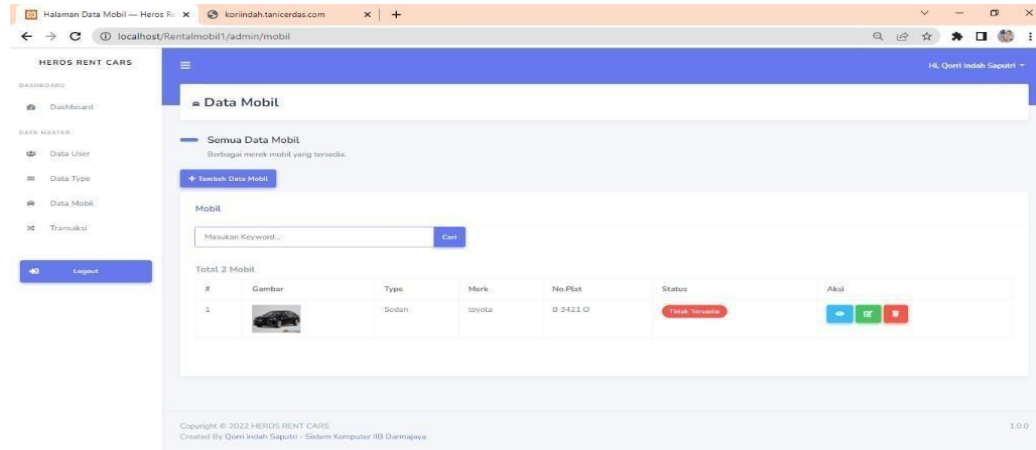 Halaman Data Mobil — Heros R
koriindah.tanicerdas.com
localhost/Rentalmobil1/admin/mobil
HEROS RENT CARS
Hi, Qorri Indah Saputri
DASHBOARD
Dashboard
DATA MASTER
Data User
Data Type
Data Mobil
Transaksi
Logout
Data Mobil
Semua Data Mobil
Berbagai merek mobil yang tersedia.
+ Tambah Data Mobil
Mobil
Masukan Keyword...
Cari
Total 2 Mobil
# Gambar Type Merk No.Plat Status Aksi
1 Sedan toyota B 3421 O Tidak Tersedia
Copyright © 2022 HEROS RENT CARS
1.0.0
Created By Qorri Indah Saputri - Sistem Komputer IIB Darmajaya